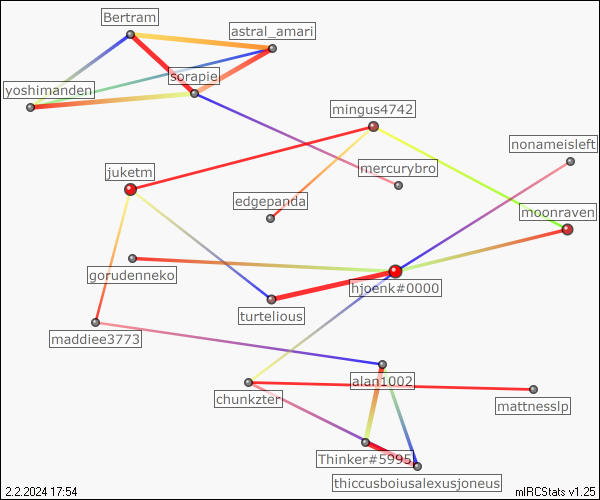 Bertram
astral_amari
sorapie
yoshimanden
mingus4742
nonameisleft
juketm
mercurybro
edgepanda
moonraven
gorudenneko
hjoenk#0000
turtelious
maddiee3773
alan1002
chunkzter
mattnesslp
Thinker#5995
thiccusboiusalexusjoneus
2.2.2024 17:54
mIRCStats v1.25